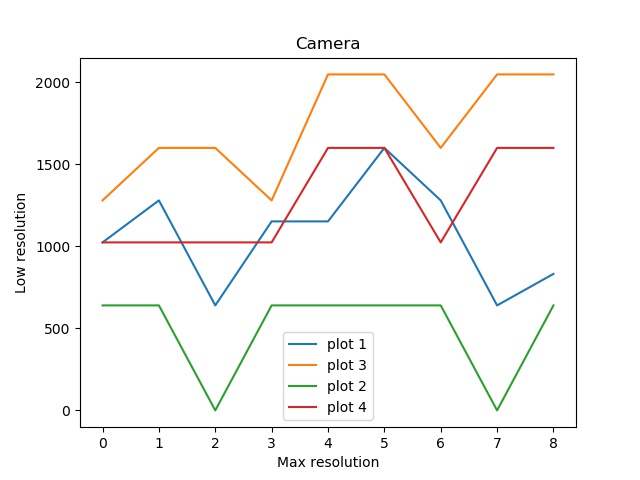 Camera
Low resolution
2000
1500
1000
500
0
plot 1
plot 3
plot 2
plot 4
0 1 2 3 4 5 6 7 8
Max resolution